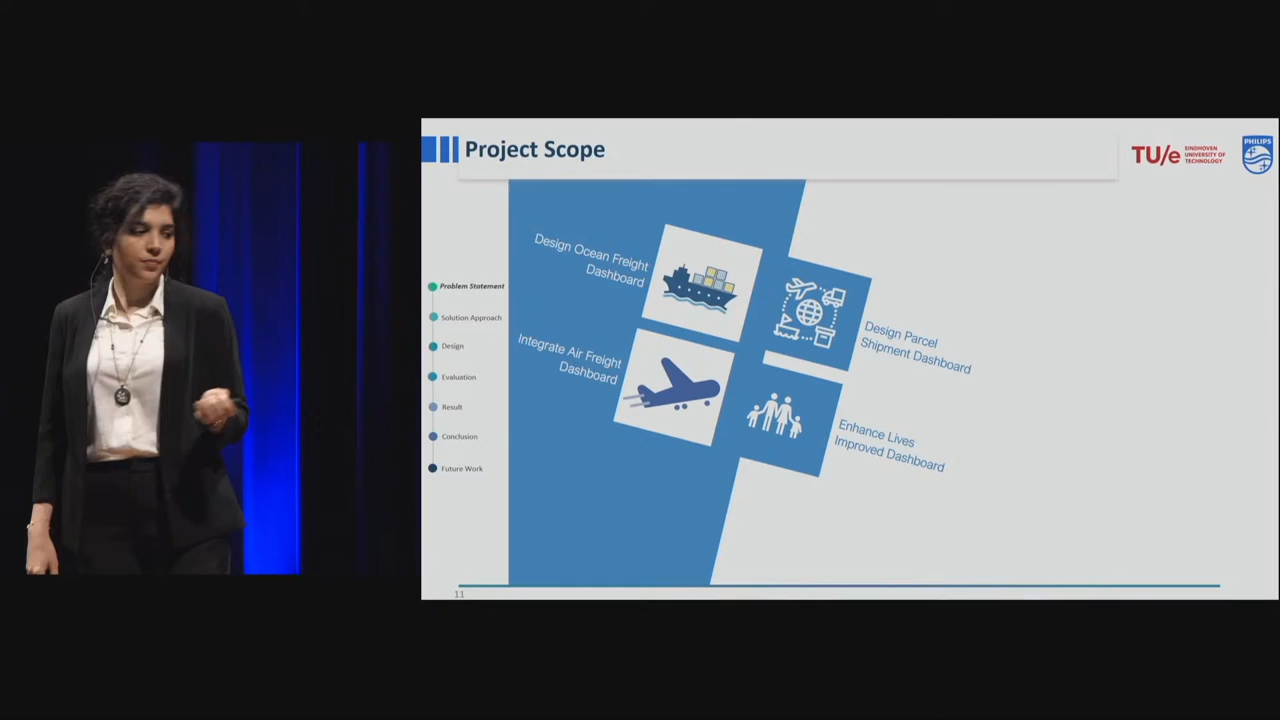 Project Scope
TU/e EINDHOVEN
UNIVERSITY OF
TECHNOLOGY
PHILIPS
Design Ocean Freight
Dashboard
Integrate Air Freight
Dashboard
Design Parcel
Shipment Dashboard
Enhance Lives
Improved Dashboard
Problem Statement
Solution Approach
Design
Evaluation
Result
Conclusion
Future Work
11